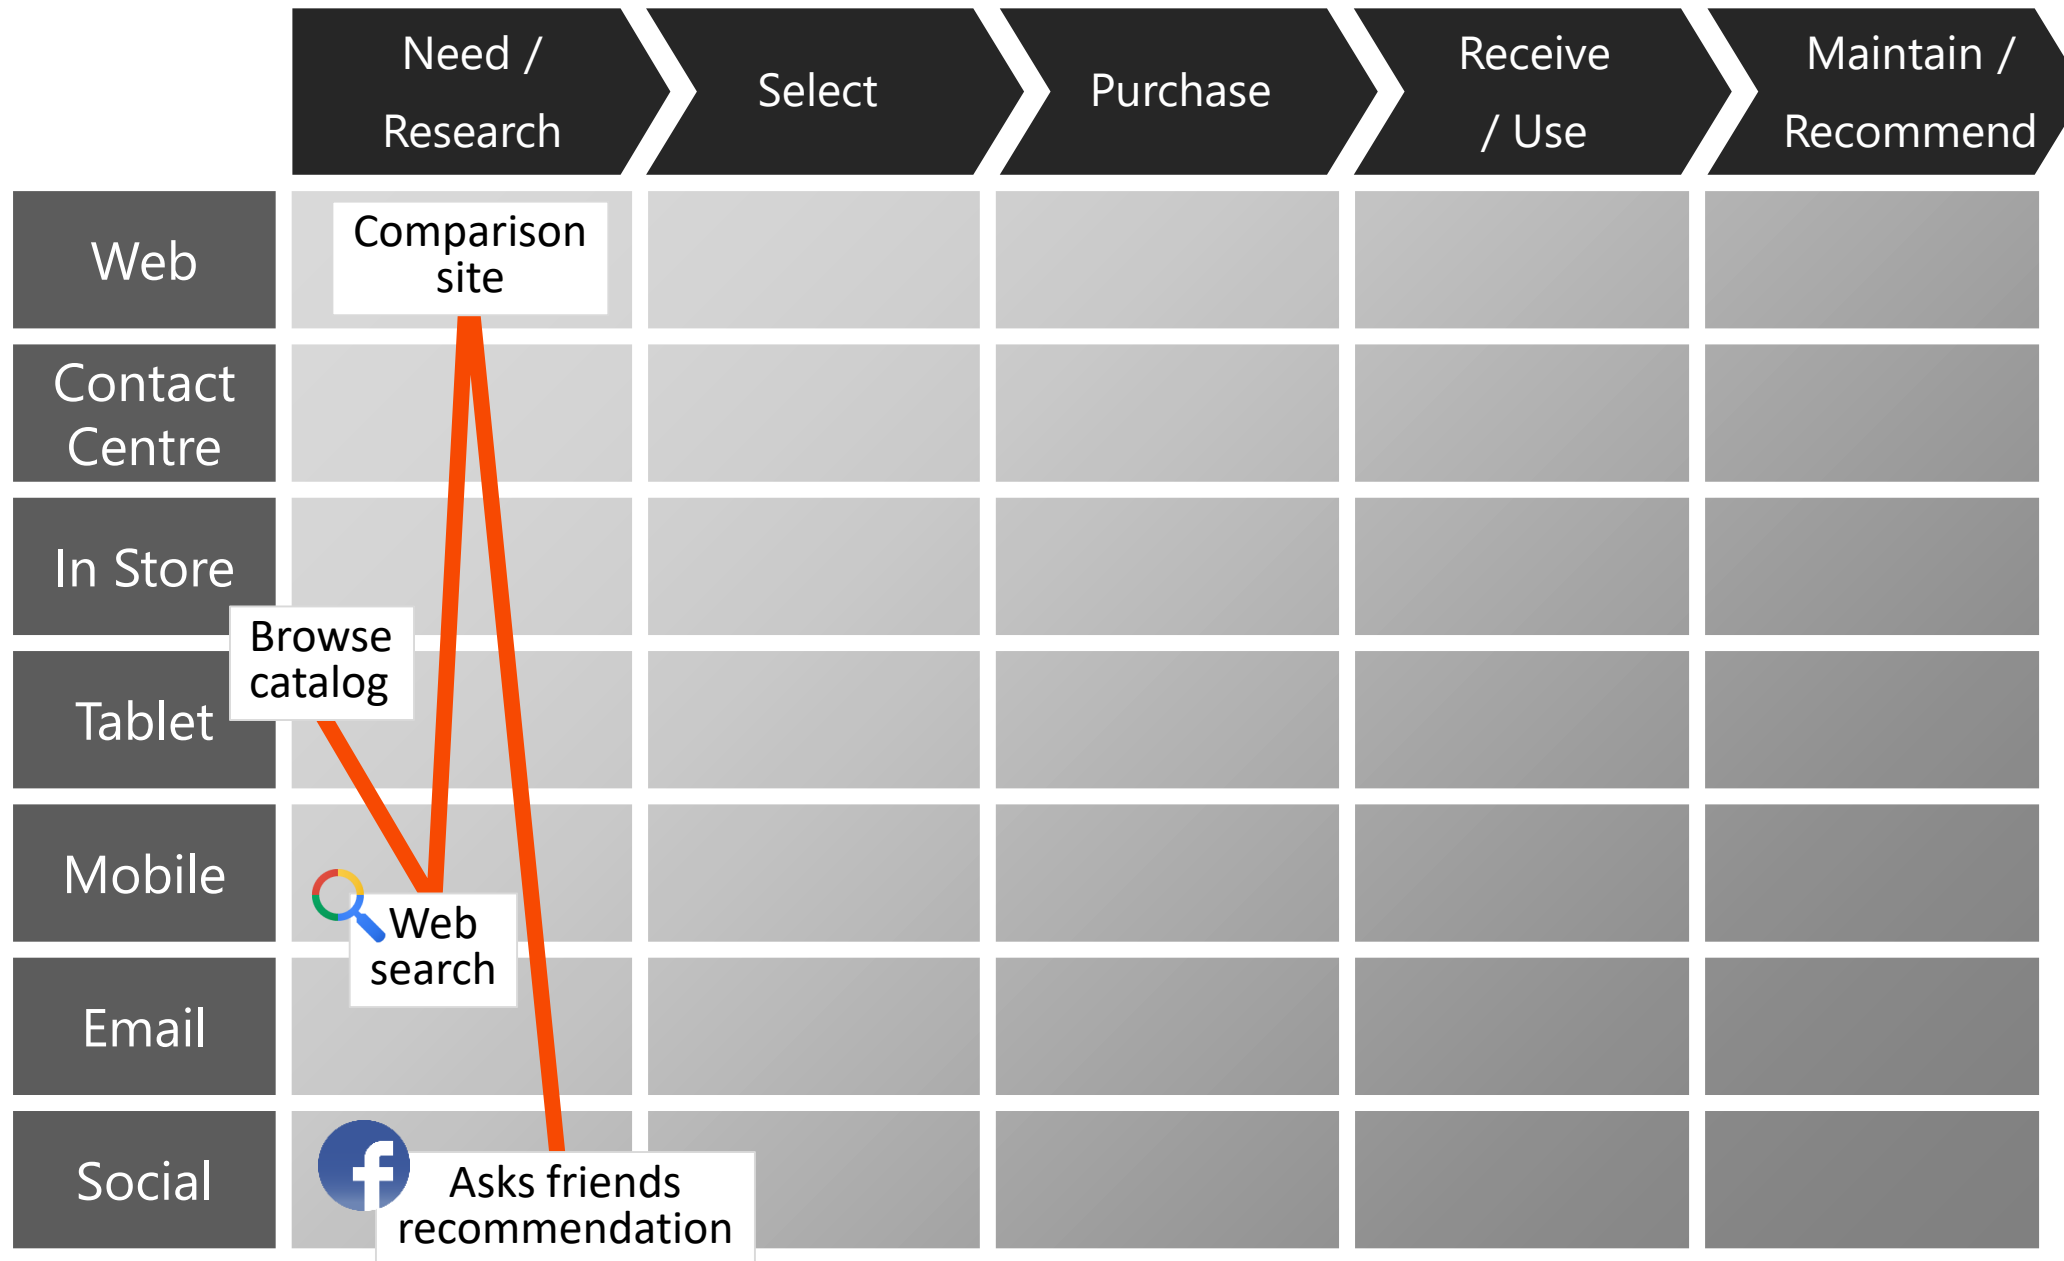 Need /
Research
Select
Purchase
Receive
/ Use
Maintain /
Recommend
Web
Comparison
site
Contact
Centre
In Store
Browse
catalog
Tablet
Mobile
Web
search
Email
Social
f
Asks friends
recommendation